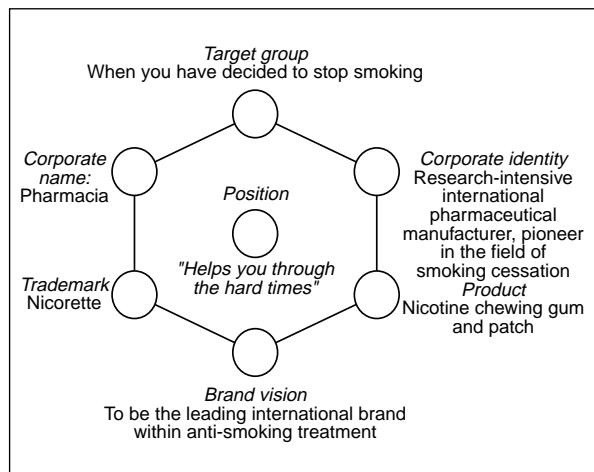 Target group
When you have decided to stop smoking
Corporate
name:
Pharmacia
Corporate identity
Research-intensive
international
pharmaceutical
manufacturer, pioneer
in the field of
smoking cessation
Position
"Helps you through
the hard times"
Trademark
Nicorette
Product
Nicotine chewing gum
and patch
Brand vision
To be the leading international brand
within anti-smoking treatment